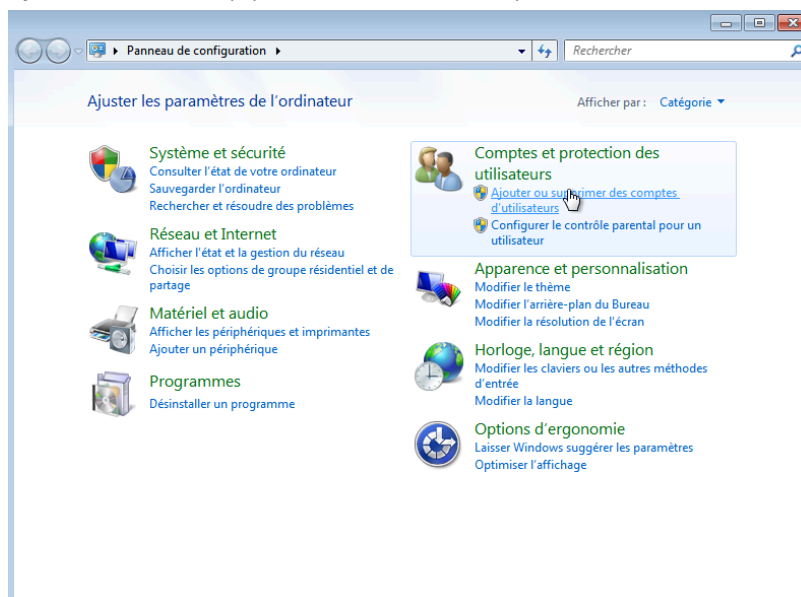 Panneau de configuration
Rechercher
Ajuster les paramètres de l'ordinateur
Afficher par : Catégorie
Système et sécurité
Consulter l'état de votre ordinateur
Sauvegarder l'ordinateur
Rechercher et résoudre des problèmes
Réseau et Internet
Afficher l'état et la gestion du réseau
Choisir les options de groupe résidentiel et de
partage
Matériel et audio
Afficher les périphériques et imprimantes
Ajouter un périphérique
Programmes
Désinstaller un programme
Comptes et protection des
utilisateurs
Ajouter ou supprimer des comptes
d'utilisateurs
Configurer le contrôle parental pour un
utilisateur
Apparence et personnalisation
Modifier le thème
Modifier l'arrière-plan du Bureau
Modifier la résolution de l'écran
Horloge, langue et région
Modifier les claviers ou les autres méthodes
d'entrée
Modifier la langue
Options d'ergonomie
Laisser Windows suggérer les paramètres
Optimiser l'affichage